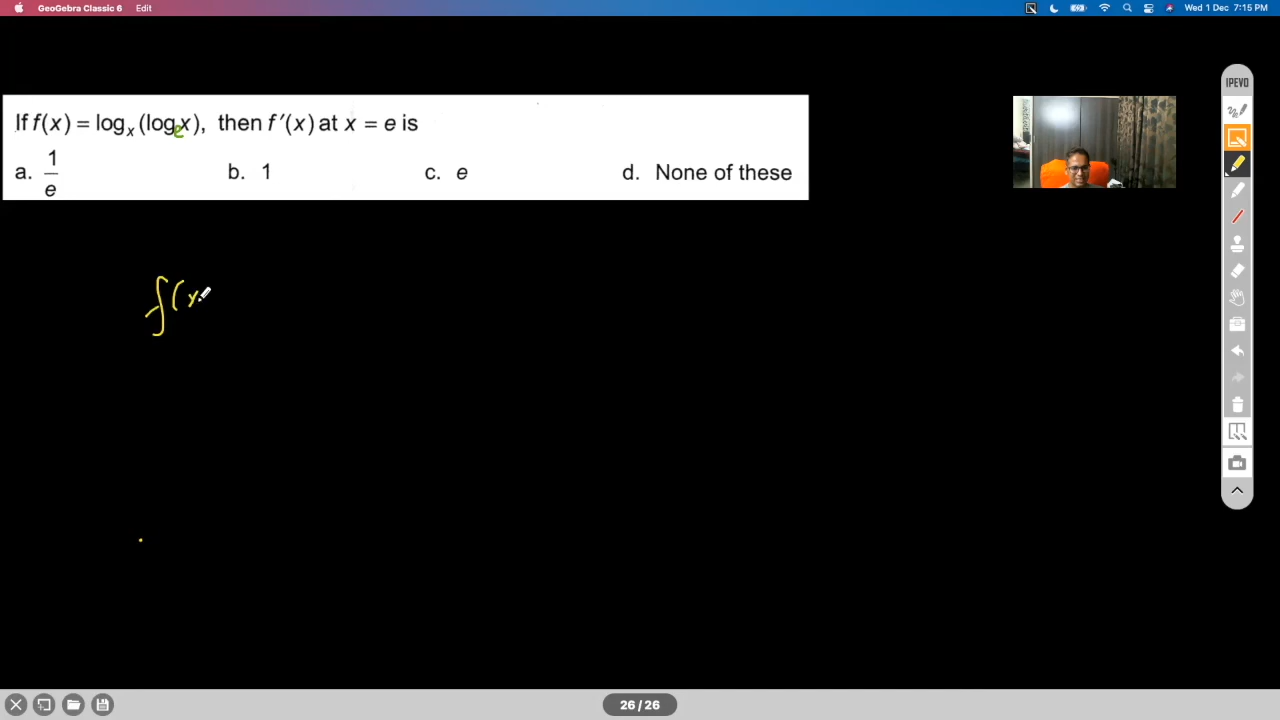 GeoGebra Classic 6 Edit Wed 1 Dec 7:15 PM
IPEVO
If f(x) = logₓ (logₑx), then f′(x) at x = e is
a. 1/e b. 1 c. e d. None of these
f(x
26 / 26